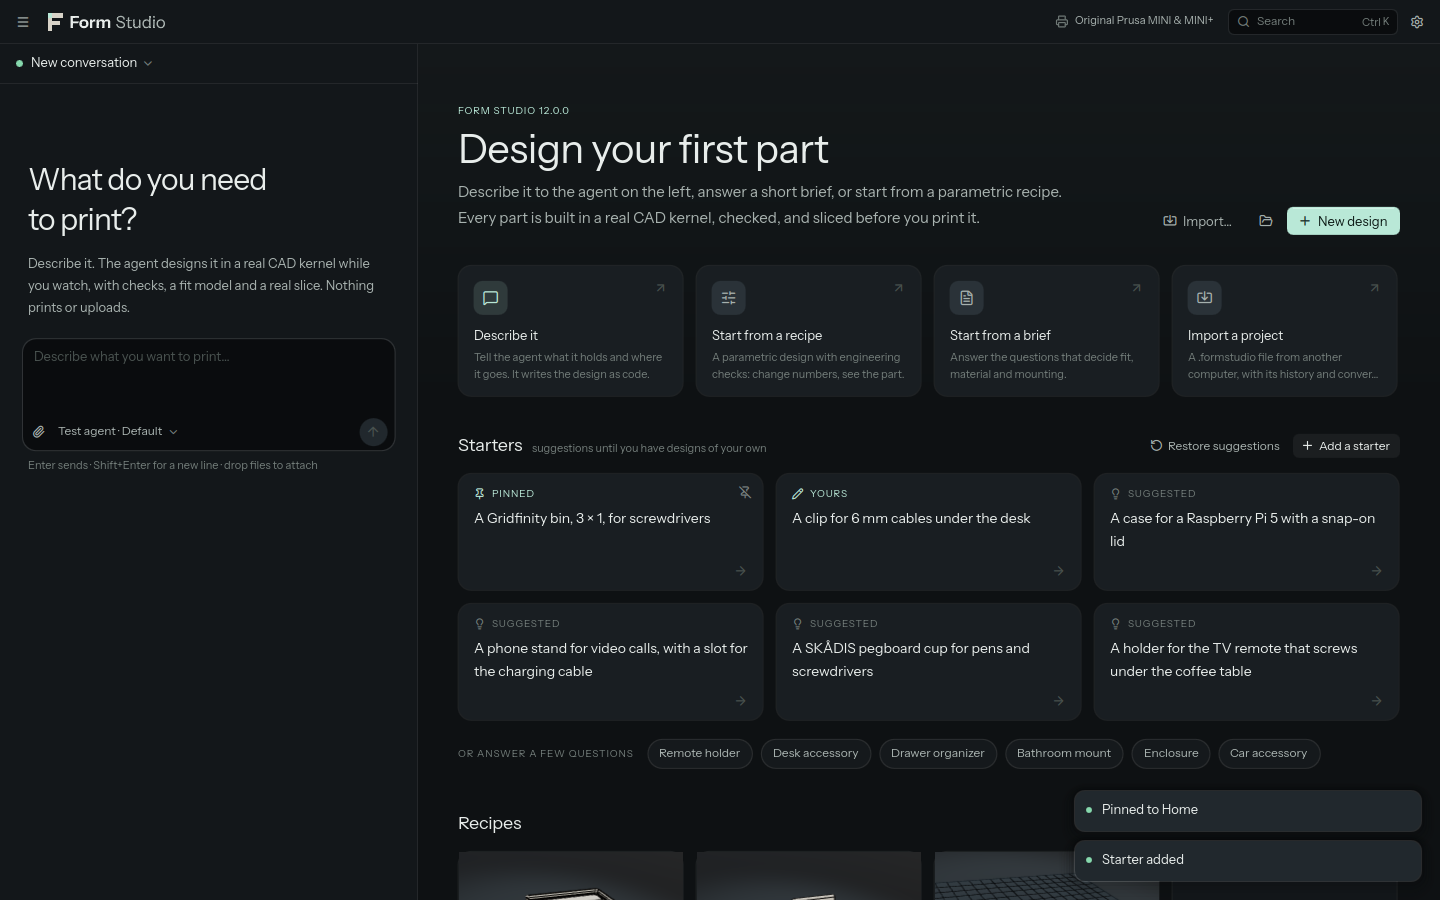 Form Studio
Original Prusa MINI & MINI+
Search
Ctrl K
New conversation
What do you need
to print?
Describe it. The agent designs it in a real CAD kernel while
you watch, with checks, a fit model and a real slice. Nothing
prints or uploads.
Describe what you want to print...
Test agent · Default
Enter sends · Shift+Enter for a new line · drop files to attach
FORM STUDIO 12.0.0
Design your first part
Describe it to the agent on the left, answer a short brief, or start from a parametric recipe.
Every part is built in a real CAD kernel, checked, and sliced before you print it.
Import...
New design
Describe it
Tell the agent what it holds and where
it goes. It writes the design as code.
Start from a recipe
A parametric design with engineering
checks: change numbers, see the part.
Start from a brief
Answer the questions that decide fit,
material and mounting.
Import a project
A .formstudio file from another
computer, with its history and conver...
Starters
suggestions until you have designs of your own
Restore suggestions
Add a starter
PINNED
A Gridfinity bin, 3 × 1, for screwdrivers
YOURS
A clip for 6 mm cables under the desk
SUGGESTED
A case for a Raspberry Pi 5 with a snap-on
lid
SUGGESTED
A phone stand for video calls, with a slot for
the charging cable
SUGGESTED
A SKÅDIS pegboard cup for pens and
screwdrivers
SUGGESTED
A holder for the TV remote that screws
under the coffee table
OR ANSWER A FEW QUESTIONS
Remote holder
Desk accessory
Drawer organizer
Bathroom mount
Enclosure
Car accessory
Recipes
Pinned to Home
Starter added